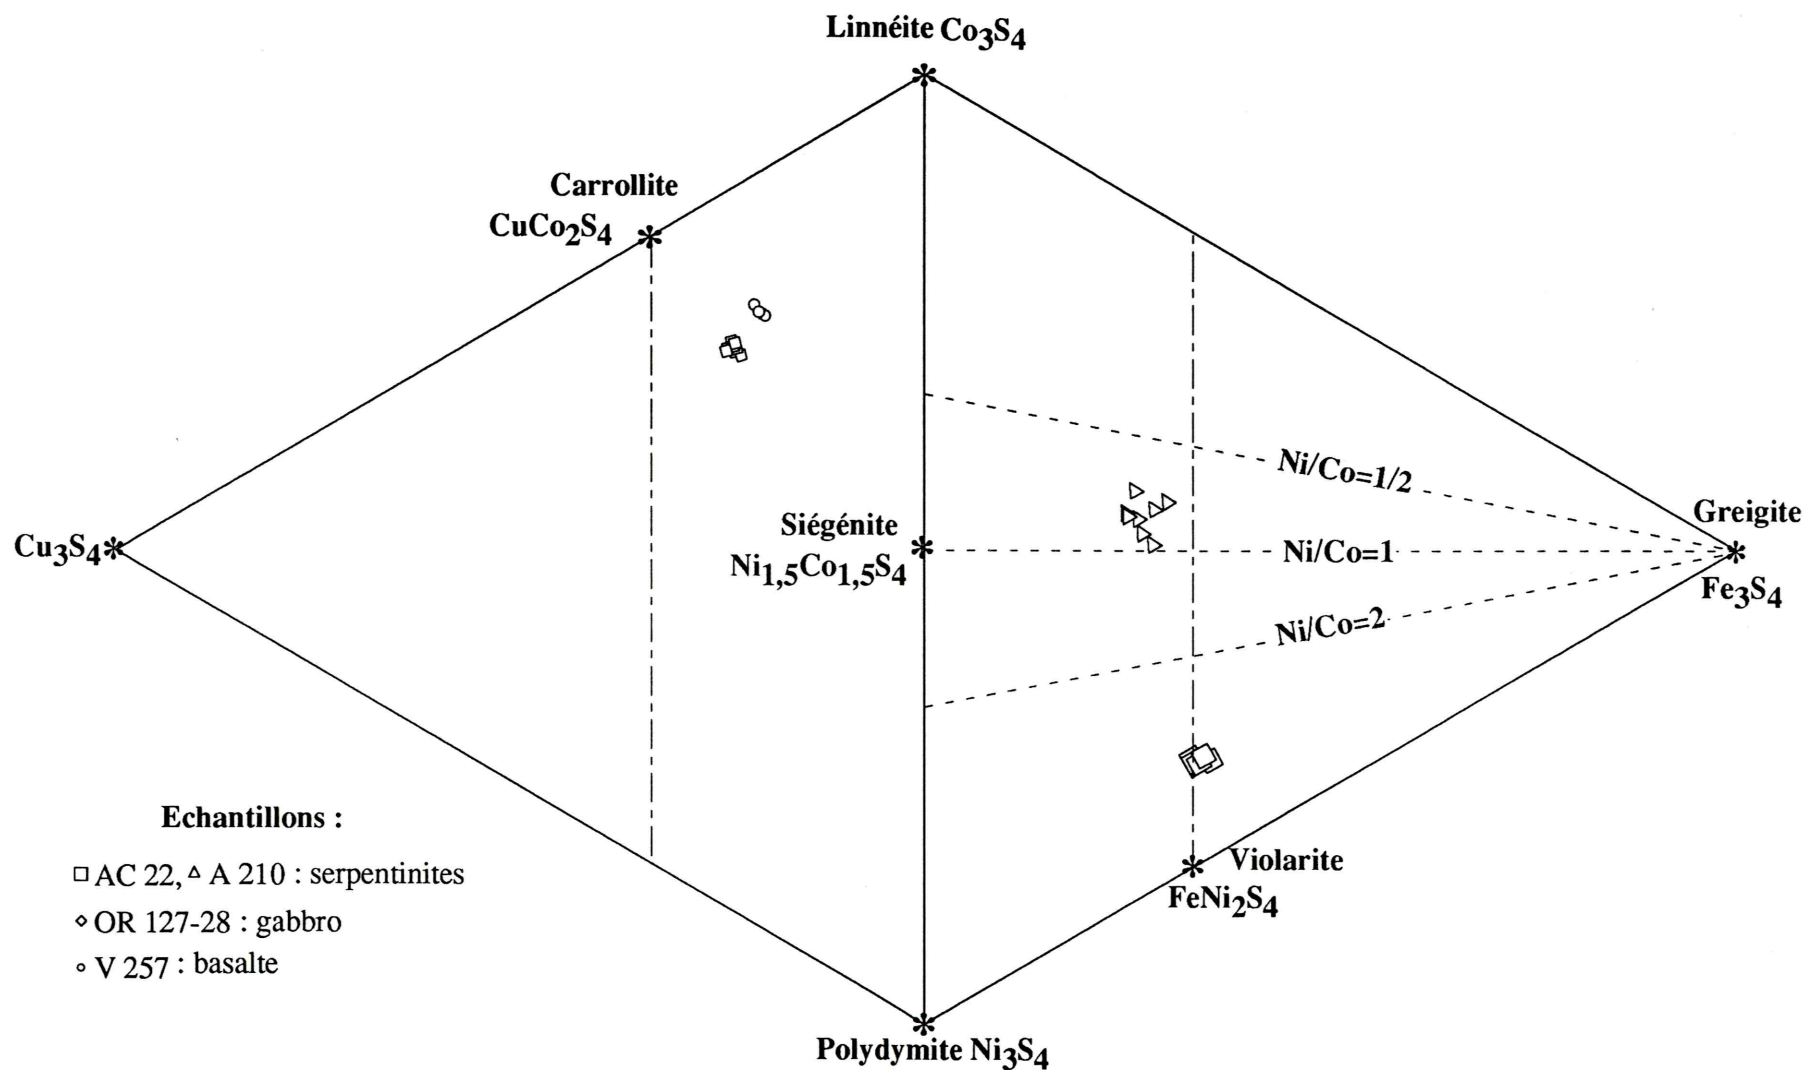 Linnéite Co3S4
Carrollite
CuCo2S4
Ni/Co=1/2
Greigite
Siégénite
Cu3S4
Ni/Co=1
Ni1,5Co1,5S4
Fe3S4
Ni/Co=2
Echantillons :
Violarite
AC 22, A 210 : serpentinites
FeNi2S4
OR 127-28 : gabbro
V 257 : basalte
Polydymite Ni3S4